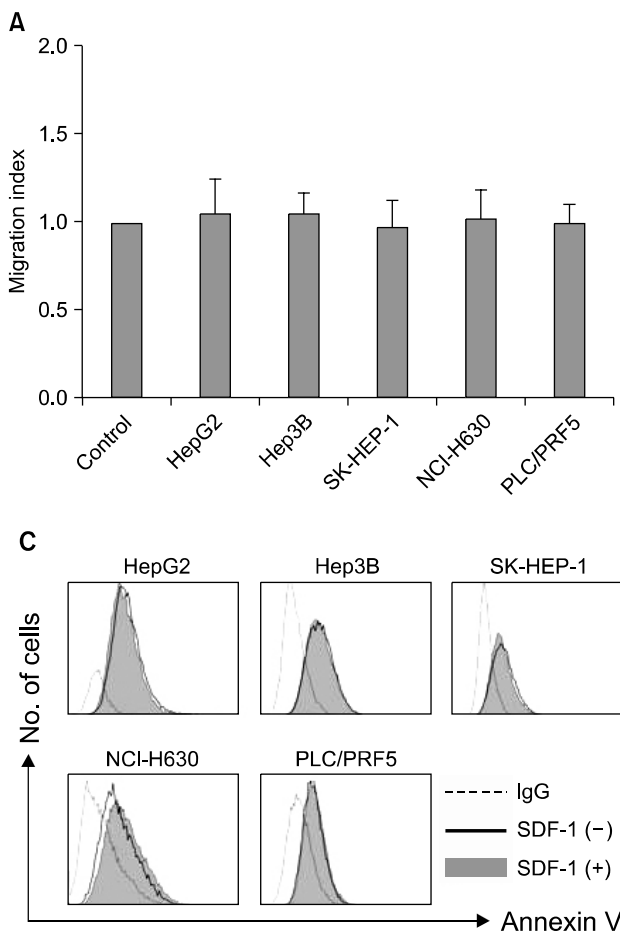 A
2.0
1.5
1.0
0.5
0.0
Migration index
Control
HepG2
Hep3B
SK-HEP-1
NCI-H630
PLC/PRF5
C
HepG2
Hep3B
SK-HEP-1
No. of cells
NCI-H630
PLC/PRF5
IgG
SDF-1 (−)
SDF-1 (+)
Annexin V